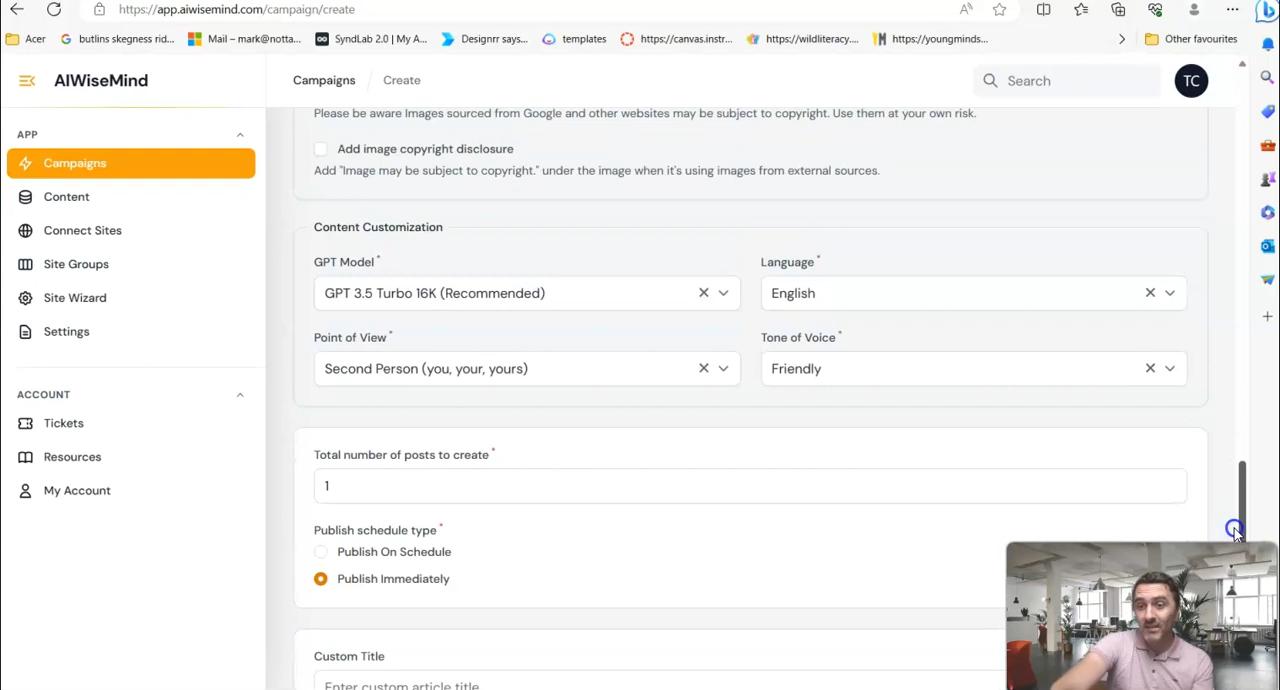 https://app.aiwisemind.com/campaign/create
Acer
butlins skegness rid...
Mail – mark@notta...
SyndLab 2.0 | My A...
Designrr says...
templates
https://canvas.instr...
https://wildliteracy....
https://youngminds...
Other favourites
AIWiseMind
Campaigns
Create
Search
TC
APP
Campaigns
Content
Connect Sites
Site Groups
Site Wizard
Settings
ACCOUNT
Tickets
Resources
My Account
Please be aware Images sourced from Google and other websites may be subject to copyright. Use them at your own risk.
Add image copyright disclosure
Add "Image may be subject to copyright." under the image when it's using images from external sources.
Content Customization
GPT Model*
Language*
GPT 3.5 Turbo 16K (Recommended)
English
Point of View*
Tone of Voice*
Second Person (you, your, yours)
Friendly
Total number of posts to create*
1
Publish schedule type*
Publish On Schedule
Publish Immediately
Custom Title
Enter custom article title